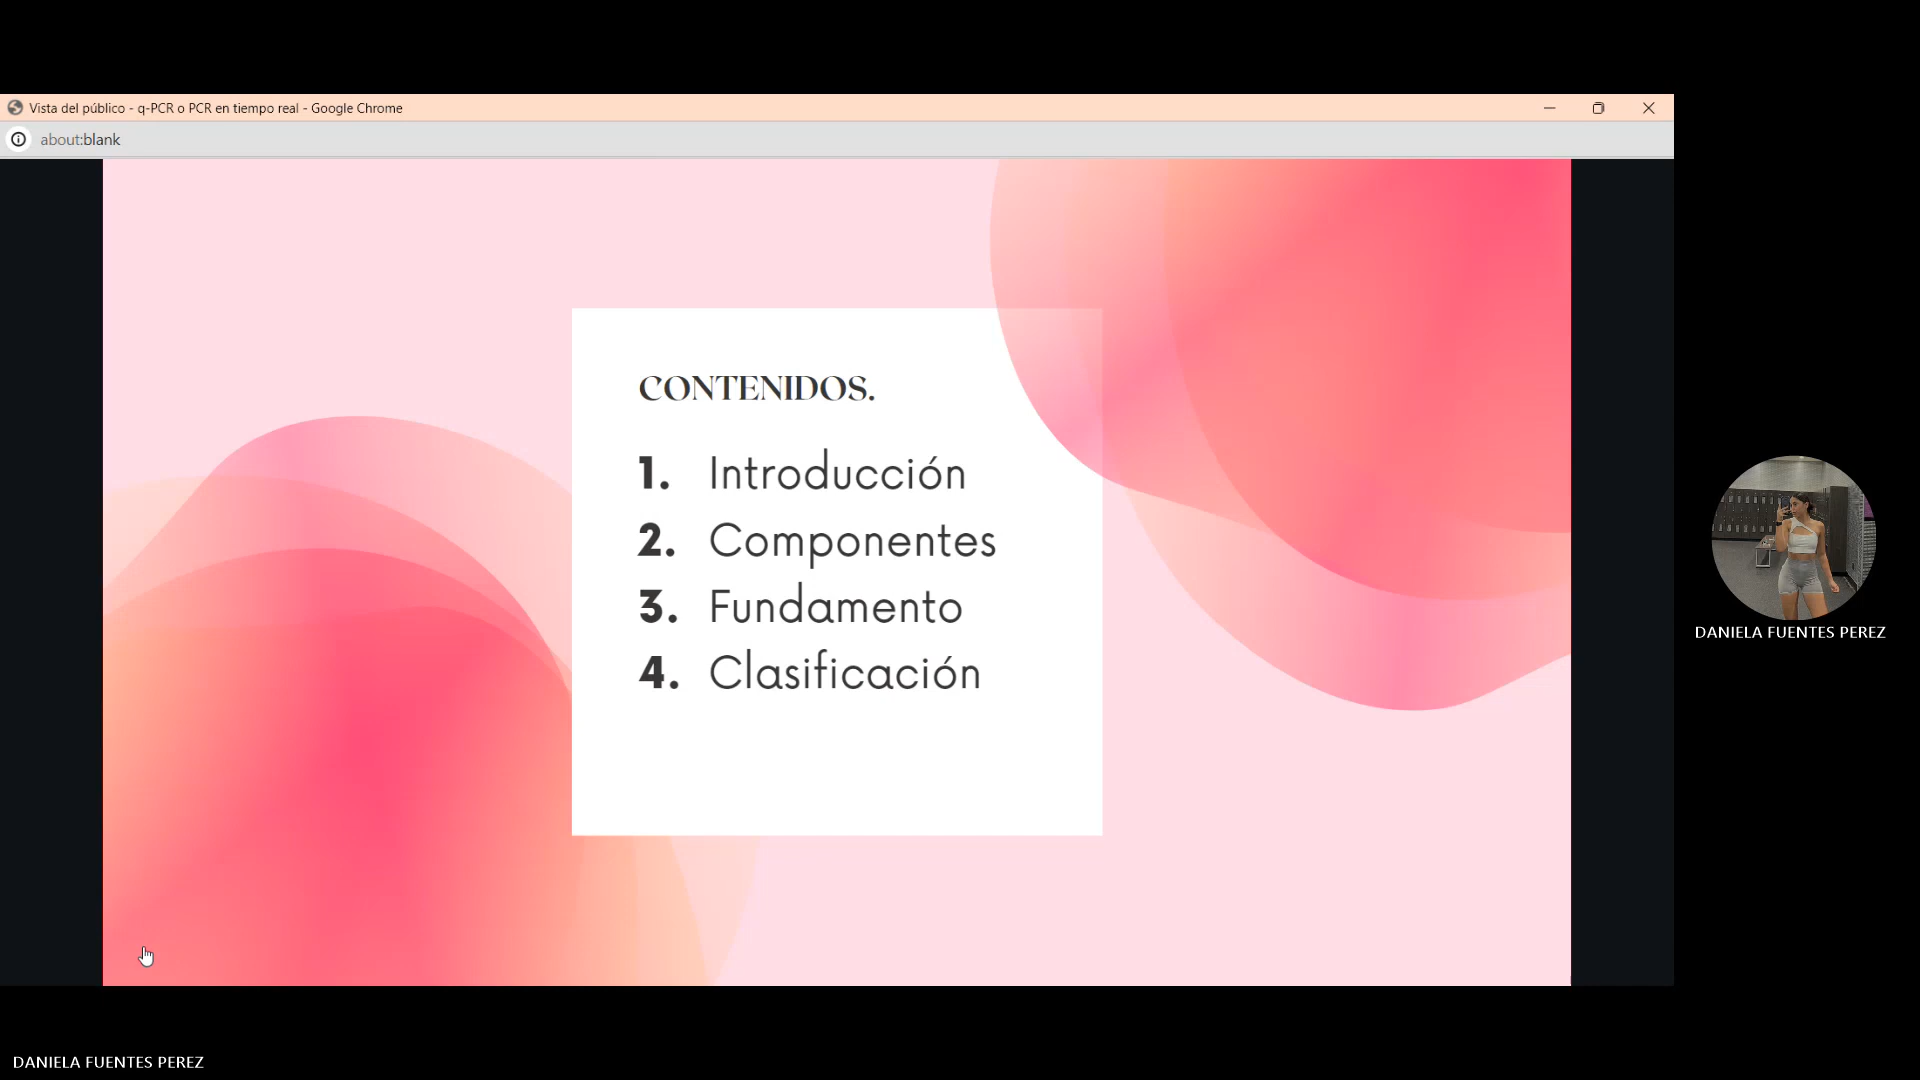 Vista del público - q-PCR o PCR en tiempo real - Google Chrome
about:blank
CONTENIDOS.
1. Introducción
2. Componentes
3. Fundamento
4. Clasificación
DANIELA FUENTES PEREZ
DANIELA FUENTES PEREZ